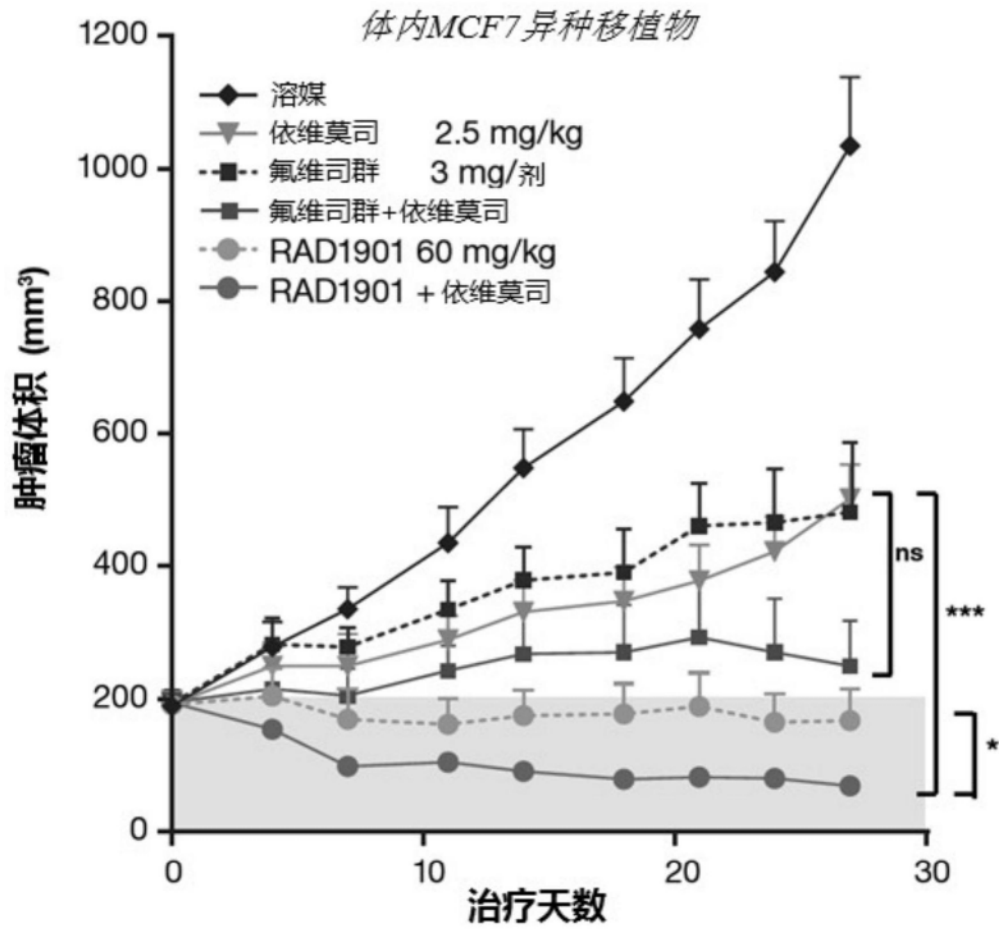 体内MCF7异种移植物
1200
1000
800
600
400
200
0
肿瘤体积 (mm³)
溶媒
依维莫司 2.5 mg/kg
氟维司群 3 mg/剂
氟维司群+依维莫司
RAD1901 60 mg/kg
RAD1901 + 依维莫司
ns
***
*
0 10 20 30
治疗天数